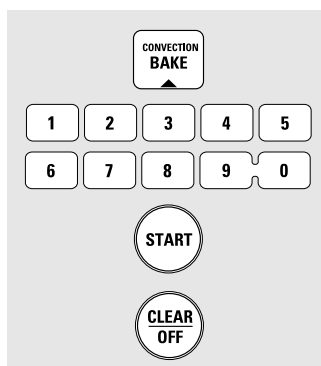 CONVECTION
BAKE
1 2 3 4 5
6 7 8 9 0
START
CLEAR
OFF